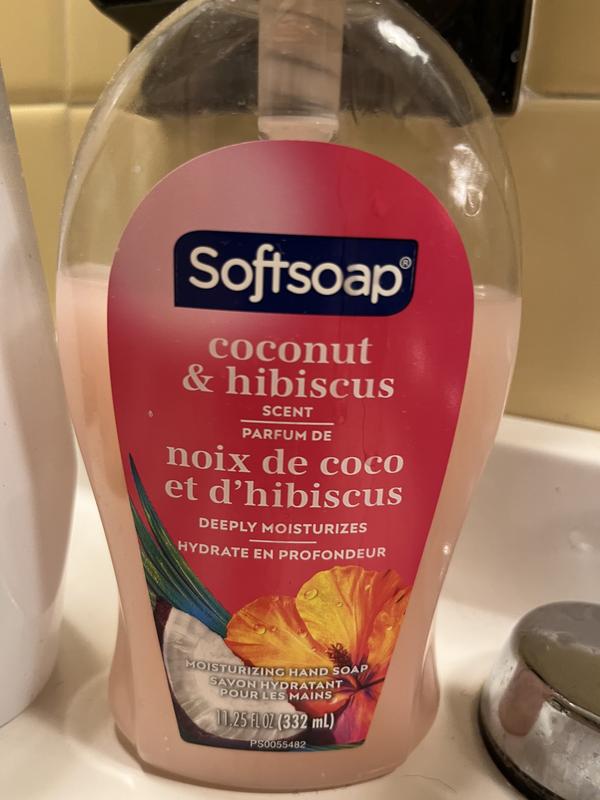 Softsoap®
coconut
& hibiscus
SCENT
PARFUM DE
noix de coco
et d'hibiscus
DEEPLY MOISTURIZES
HYDRATE EN PROFONDEUR
MOISTURIZING HAND SOAP
SAVON HYDRATANT
POUR LES MAINS
11.25 FL OZ (332 mL)
PS0055482